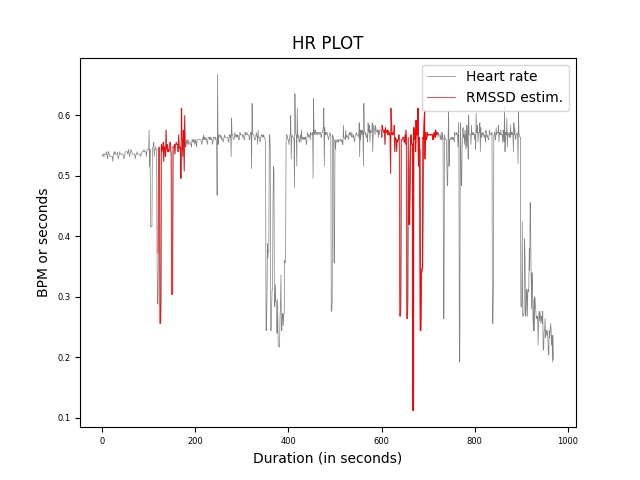 HR PLOT
Heart rate
RMSSD estim.
0.6
0.5
0.4
0.3
0.2
0.1
BPM or seconds
0 200 400 600 800 1000
Duration (in seconds)